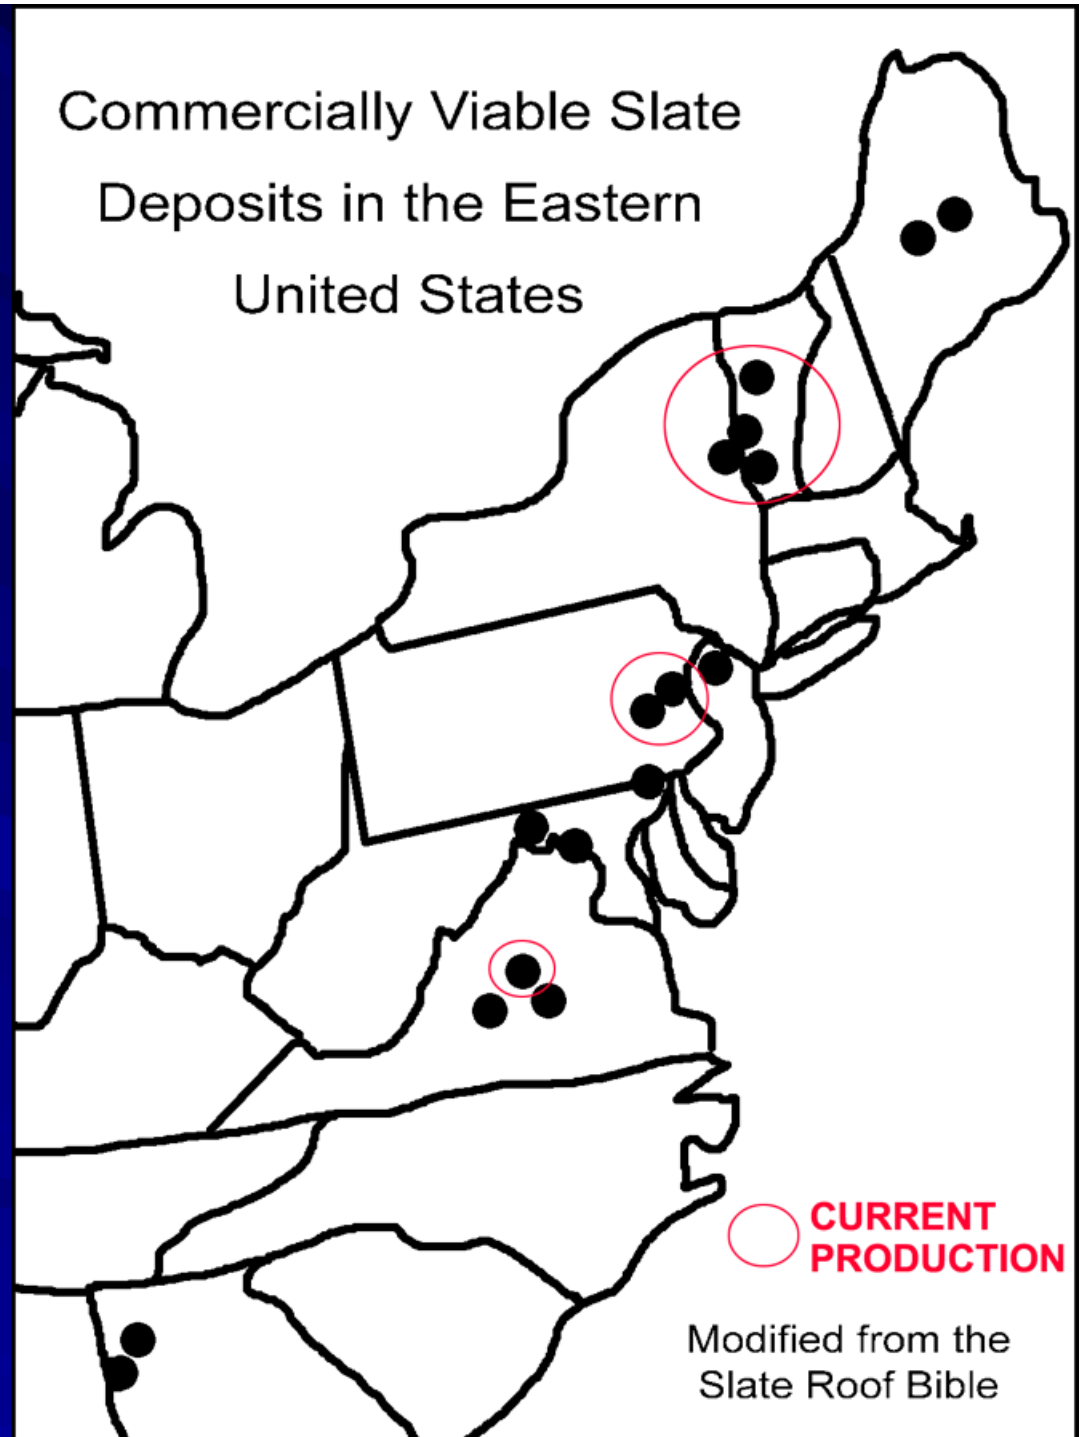 Commercially Viable Slate
Deposits in the Eastern
United States
CURRENT
PRODUCTION
Modified from the
Slate Roof Bible